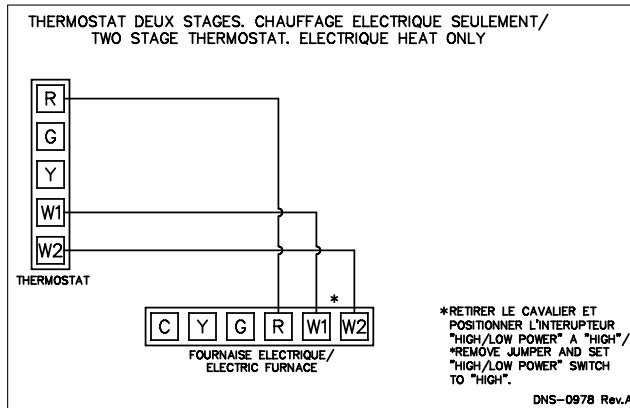 THERMOSTAT DEUX STAGES. CHAUFFAGE ELECTRIQUE SEULEMENT/
TWO STAGE THERMOSTAT. ELECTRIQUE HEAT ONLY
R
G
Y
W1
W2
THERMOSTAT
*
C Y G R W1 W2
FOURNAISE ELECTRIQUE/
ELECTRIC FURNACE
*RETIRER LE CAVALIER ET
POSITIONNER L'INTERUPTEUR
"HIGH/LOW POWER" A "HIGH"/
*REMOVE JUMPER AND SET
"HIGH/LOW POWER" SWITCH
TO "HIGH".
DNS-0978 Rev.A